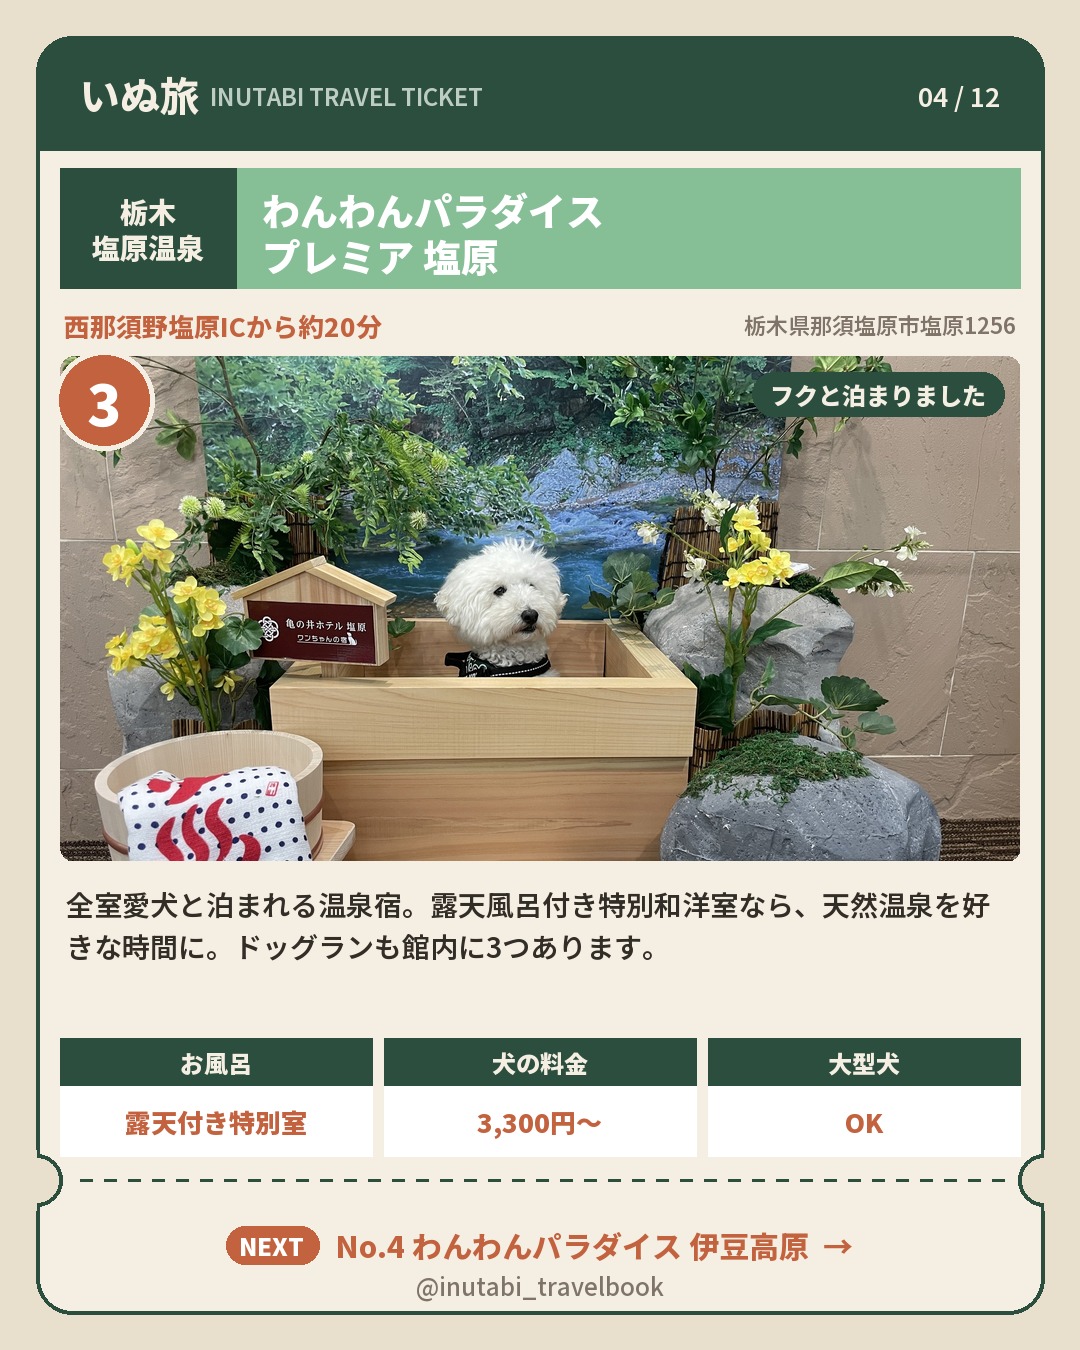 いぬ旅 INUTABI TRAVEL TICKET
04 / 12
栃木
塩原温泉
わんわんパラダイス
プレミア 塩原
西那須野塩原ICから約20分
栃木県那須塩原市塩原1256
3
フクと泊まりました
亀の井ホテル 塩原
ワンちゃんの宿
全室愛犬と泊まれる温泉宿。露天風呂付き特別和洋室なら、天然温泉を好
きな時間に。ドッグランも館内に3つあります。
お風呂
犬の料金
大型犬
露天付き特別室
3,300円〜
OK
NEXT No.4 わんわんパラダイス 伊豆高原 →
@inutabi_travelbook